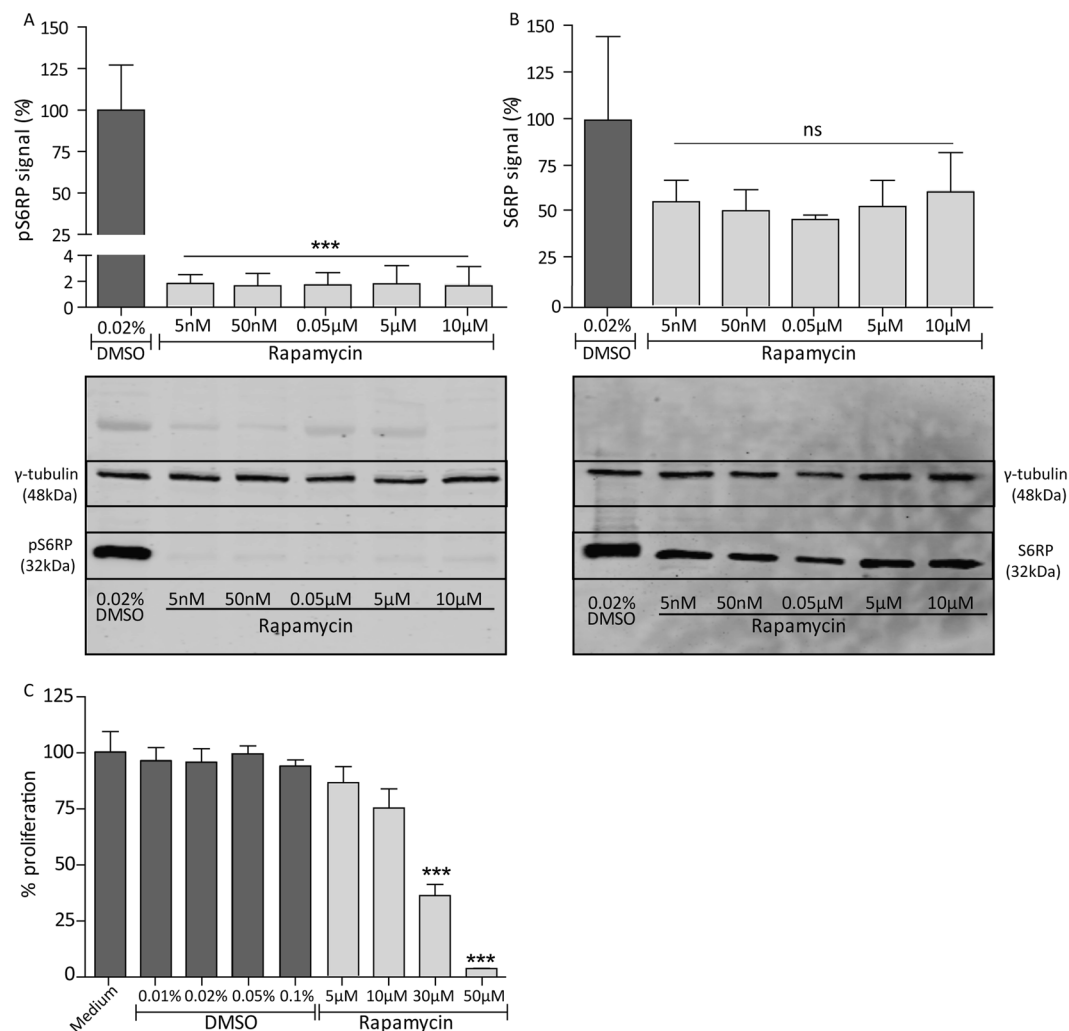 A
pS6RP signal (%)
150
125
100
75
50
25
4
2
0
***
0.02%
DMSO
5nM 50nM 0.05µM 5µM 10µM
Rapamycin
γ-tubulin
(48kDa)
pS6RP
(32kDa)
0.02%
DMSO
5nM 50nM 0.05µM 5µM 10µM
Rapamycin
B
S6RP signal (%)
150
125
100
75
50
25
0
ns
0.02%
DMSO
5nM 50nM 0.05µM 5µM 10µM
Rapamycin
γ-tubulin
(48kDa)
S6RP
(32kDa)
0.02%
DMSO
5nM 50nM 0.05µM 5µM 10µM
Rapamycin
C
% proliferation
125
100
75
50
25
0
***
***
Medium
0.01% 0.02% 0.05% 0.1%
DMSO
5µM 10µM 30µM 50µM
Rapamycin